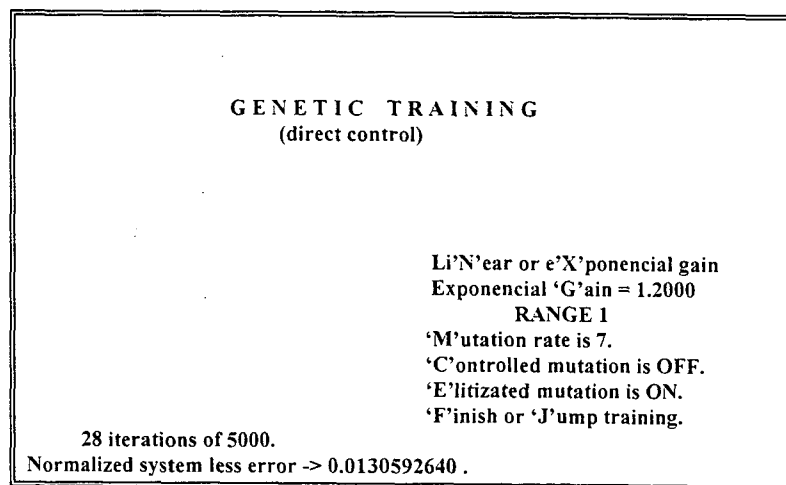 GENETIC TRAINING
(direct control)
Li'N'ear or e'X'ponencial gain
Exponencial ‘G’ain = 1.2000
RANGE 1
‘M’utation rate is 7.
‘C’ontrolled mutation is OFF.
‘E’litizated mutation is ON.
‘F’inish or ‘J’ump training.
28 iterations of 5000.
Normalized system less error -> 0.0130592640 .